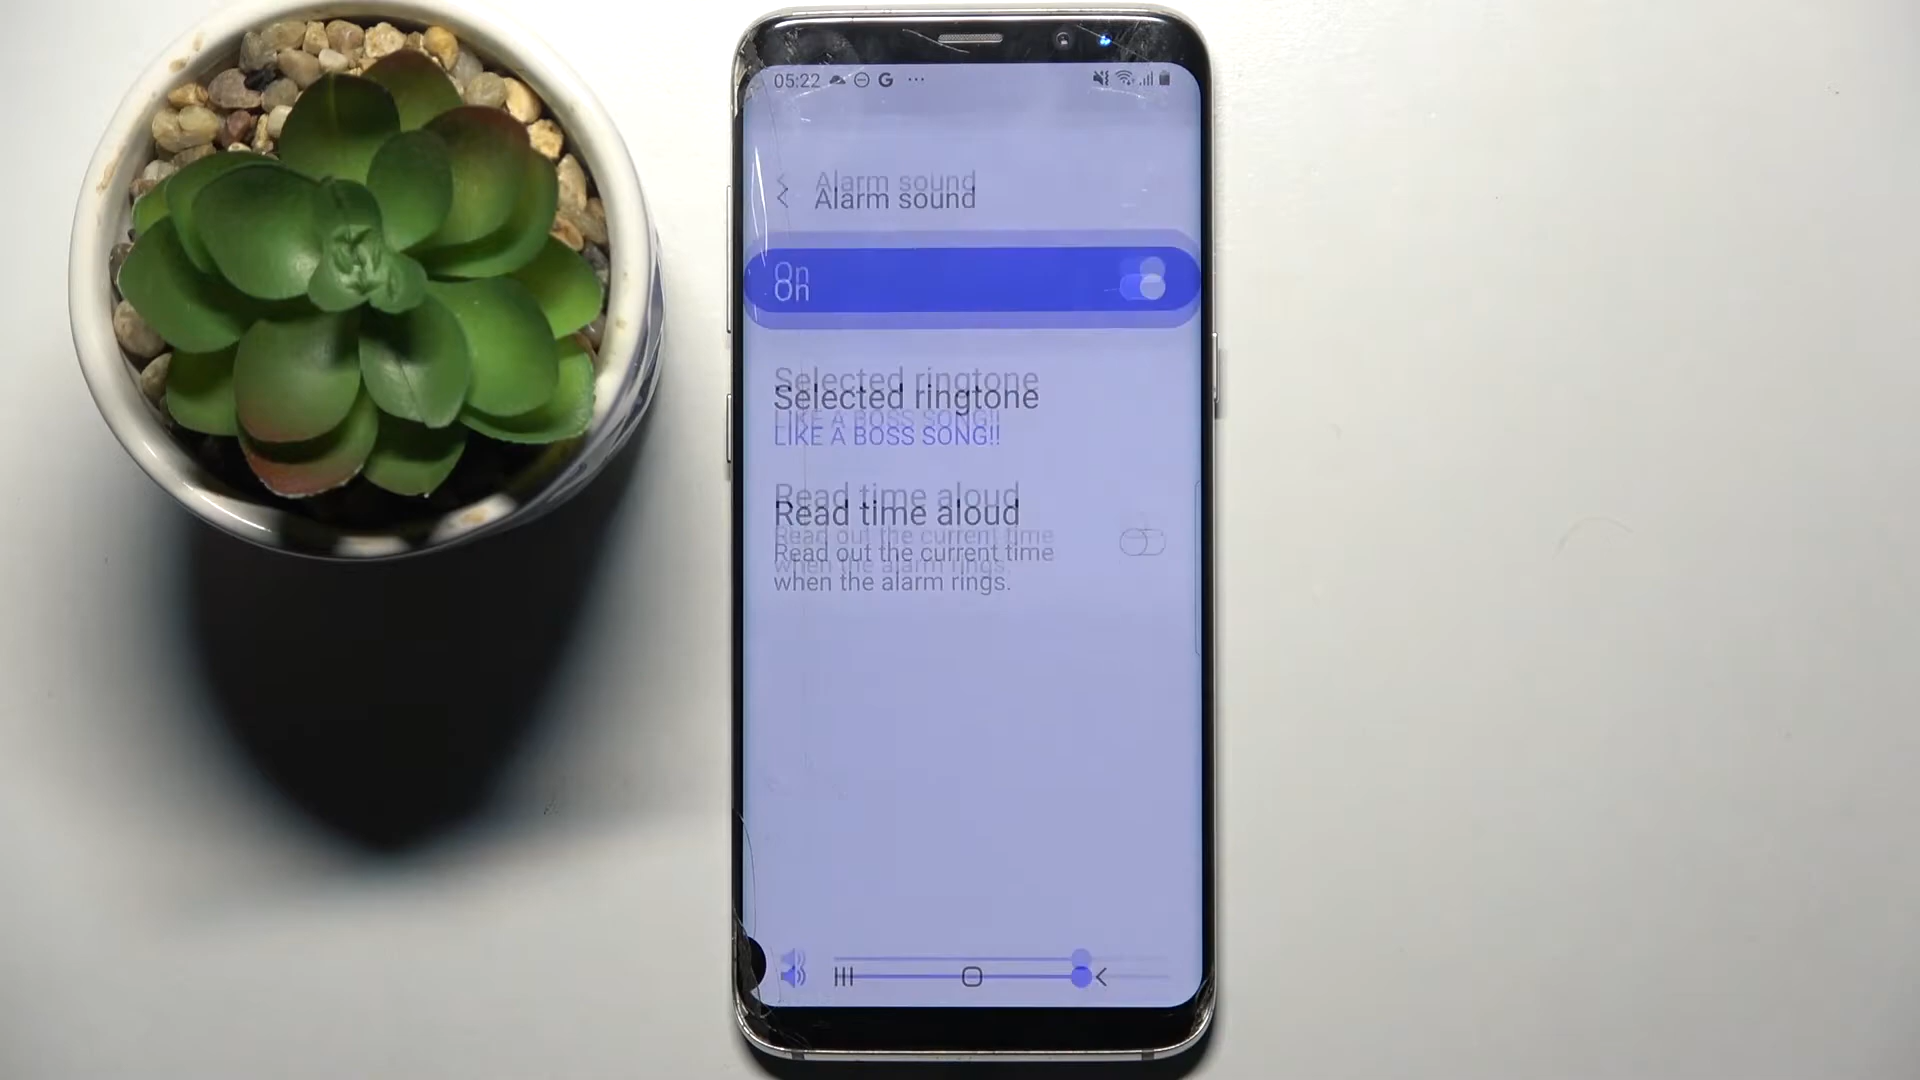 05:22 G ...
Alarm sound
On
Selected ringtone
LIKE A BOSS SONG!!
Read time aloud
Read out the current time
when the alarm rings.